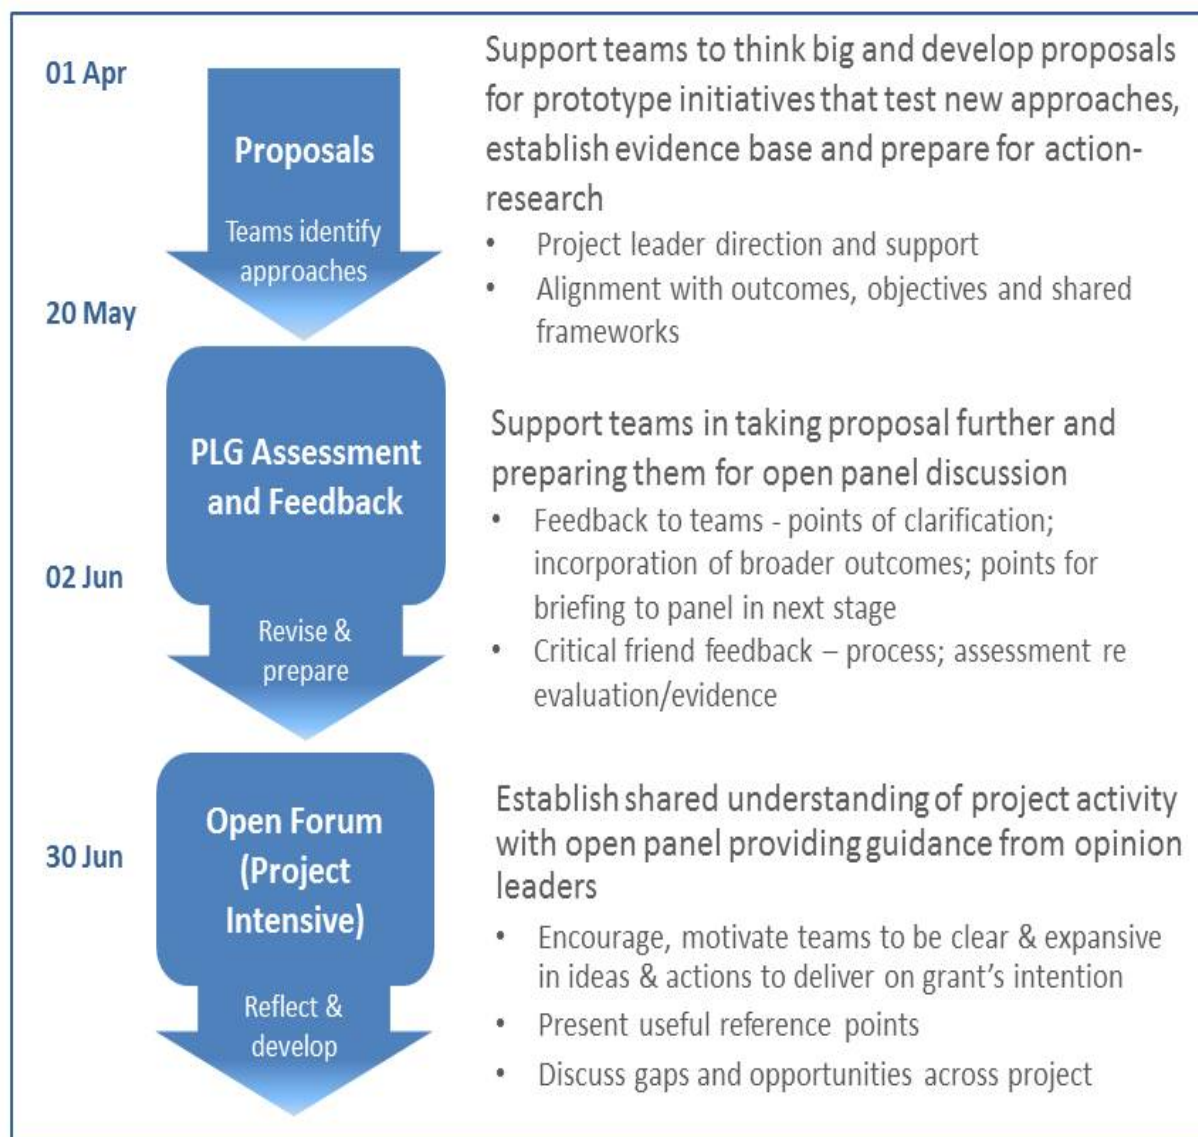 01 Apr
Proposals
Teams identify
approaches
Support teams to think big and develop proposals
for prototype initiatives that test new approaches,
establish evidence base and prepare for action-
research
• Project leader direction and support
• Alignment with outcomes, objectives and shared
frameworks
20 May
PLG Assessment
and Feedback
Support teams in taking proposal further and
preparing them for open panel discussion
• Feedback to teams - points of clarification;
incorporation of broader outcomes; points for
briefing to panel in next stage
• Critical friend feedback – process; assessment re
evaluation/evidence
02 Jun
Revise &
prepare
Open Forum
(Project
Intensive)
30 Jun
Establish shared understanding of project activity
with open panel providing guidance from opinion
leaders
• Encourage, motivate teams to be clear & expansive
in ideas & actions to deliver on grant's intention
• Present useful reference points
• Discuss gaps and opportunities across project
Reflect &
develop